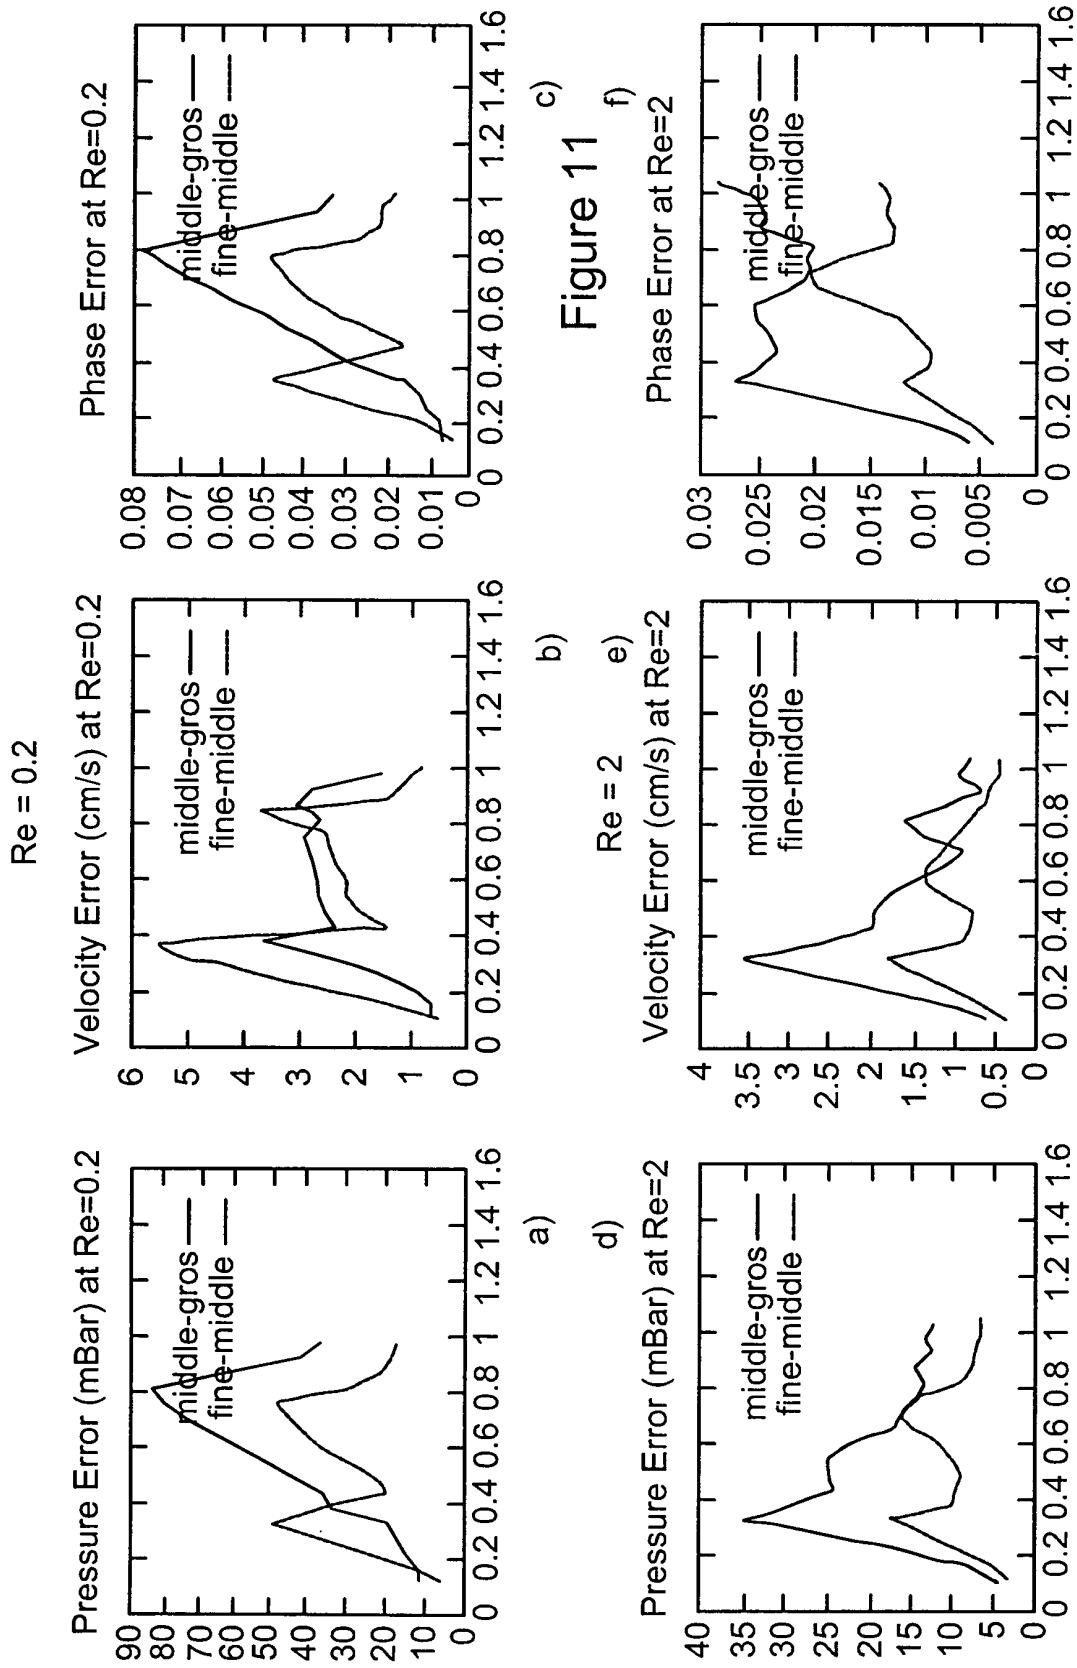 Re = 0.2
Pressure Error (mBar) at Re=0.2
90
80
70
60
50
40
30
20
10
0
middle-gros
fine-middle
0 0.2 0.4 0.6 0.8 1 1.2 1.4 1.6
a)
Velocity Error (cm/s) at Re=0.2
6
5
4
3
2
1
0
middle-gros
fine-middle
0 0.2 0.4 0.6 0.8 1 1.2 1.4 1.6
b)
Phase Error at Re=0.2
0.08
0.07
0.06
0.05
0.04
0.03
0.02
0.01
0
middle-gros
fine-middle
0 0.2 0.4 0.6 0.8 1 1.2 1.4 1.6
c)
Figure 11
Re = 2
d)
Pressure Error (mBar) at Re=2
40
35
30
25
20
15
10
5
0
middle-gros
fine-middle
0 0.2 0.4 0.6 0.8 1 1.2 1.4 1.6
e)
Velocity Error (cm/s) at Re=2
4
3.5
3
2.5
2
1.5
1
0.5
0
middle-gros
fine-middle
0 0.2 0.4 0.6 0.8 1 1.2 1.4 1.6
f)
Phase Error at Re=2
0.03
0.025
0.02
0.015
0.01
0.005
0
middle-gros
fine-middle
0 0.2 0.4 0.6 0.8 1 1.2 1.4 1.6